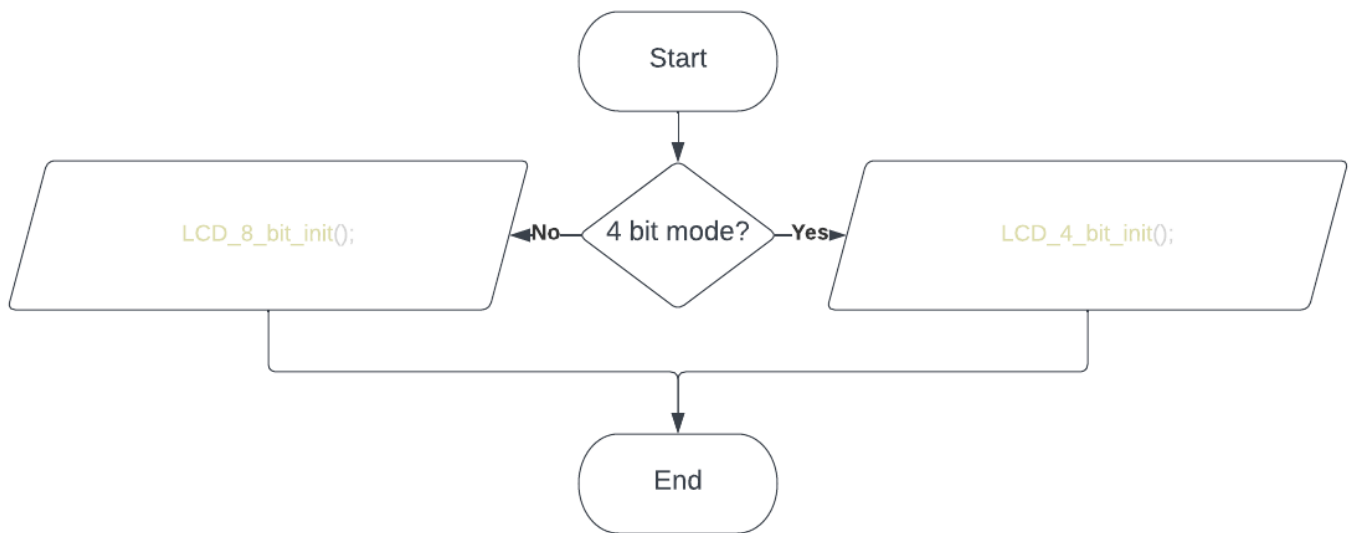 Start
LCD_8_bit_init();
No
4 bit mode?
Yes
LCD_4_bit_init();
End